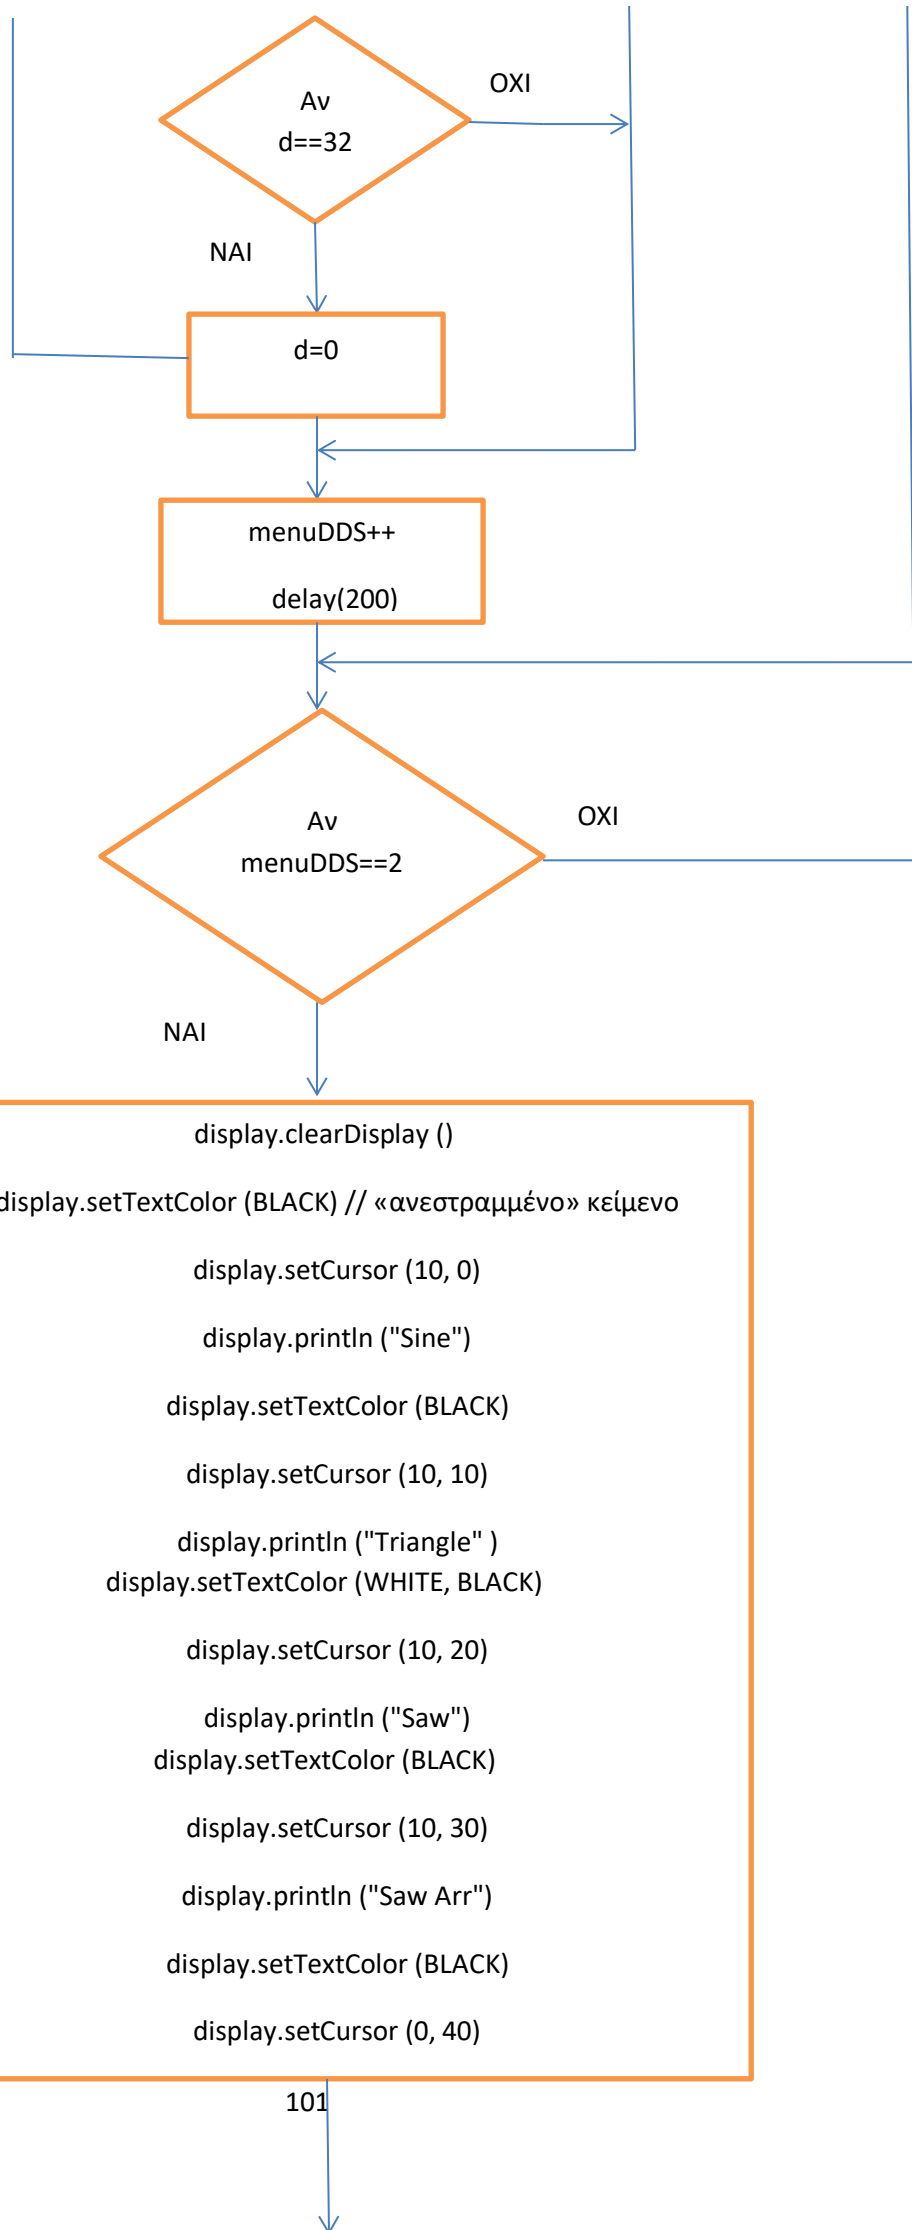 Αν
d==32
ΟΧΙ
ΝΑΙ
d=0
menuDDS++
delay(200)
Αν
menuDDS==2
ΟΧΙ
ΝΑΙ
display.clearDisplay ()
display.setTextColor (BLACK) // «ανεστραμμένο» κείμενο
display.setCursor (10, 0)
display.println ("Sine")
display.setTextColor (BLACK)
display.setCursor (10, 10)
display.println ("Triangle" )
display.setTextColor (WHITE, BLACK)
display.setCursor (10, 20)
display.println ("Saw")
display.setTextColor (BLACK)
display.setCursor (10, 30)
display.println ("Saw Arr")
display.setTextColor (BLACK)
display.setCursor (0, 40)
101